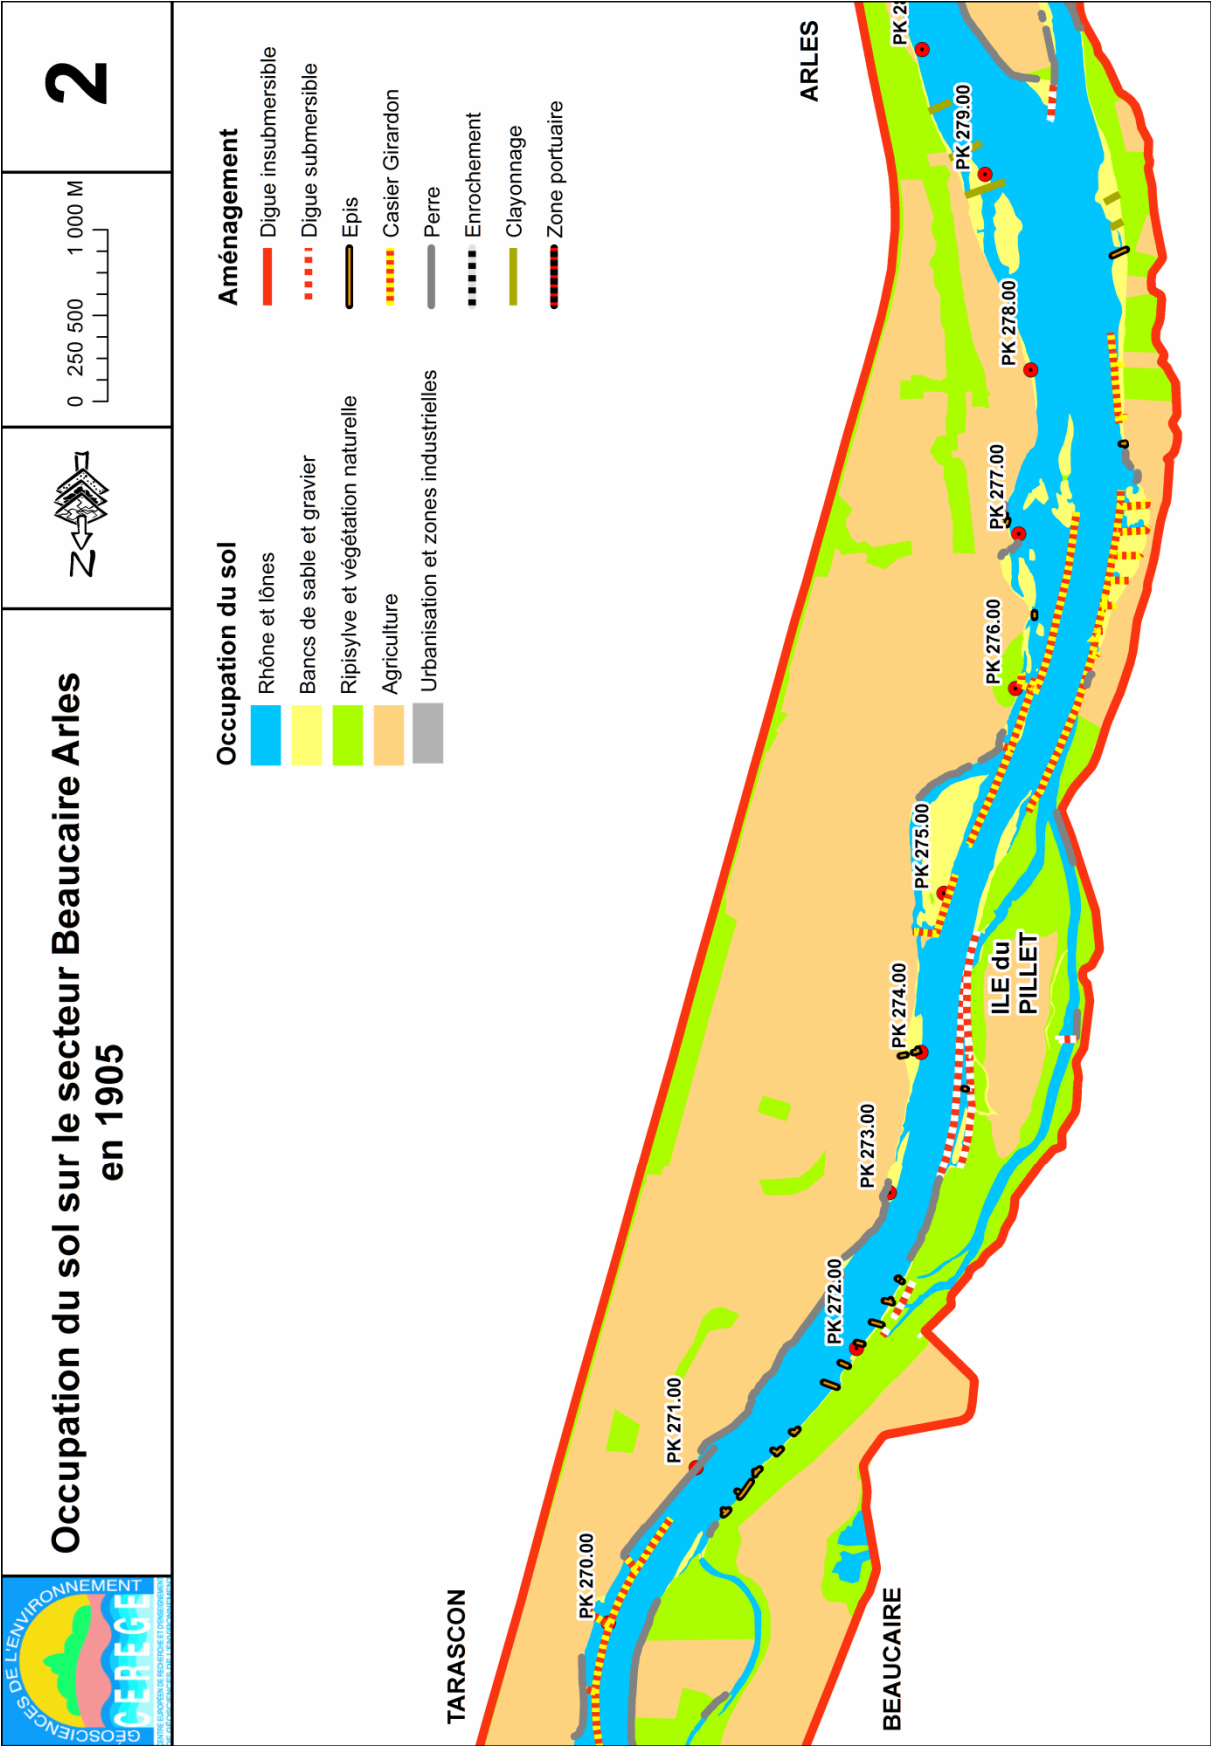 GÉOSCIENCES DE L'ENVIRONNEMENT
CEREGE
Occupation du sol sur le secteur Beaucaire Arles
en 1905
N
0 250 500 1 000 M
2
Occupation du sol
Rhône et lônes
Bancs de sable et gravier
Ripisylve et végéation naturelle
Agriculture
Urbanisation et zones industrielles
Aménagement
Digue insubmersible
Digue submersible
Epis
Casier Girardon
Perre
Enrochement
Clayonnage
Zone portuaire
TARASCON
BEAUCAIRE
ARLES
PK 270.00
PK 271.00
PK 272.00
PK 273.00
PK 274.00
PK 275.00
PK 276.00
PK 277.00
PK 278.00
PK 279.00
PK 28
ILE du
PILLET